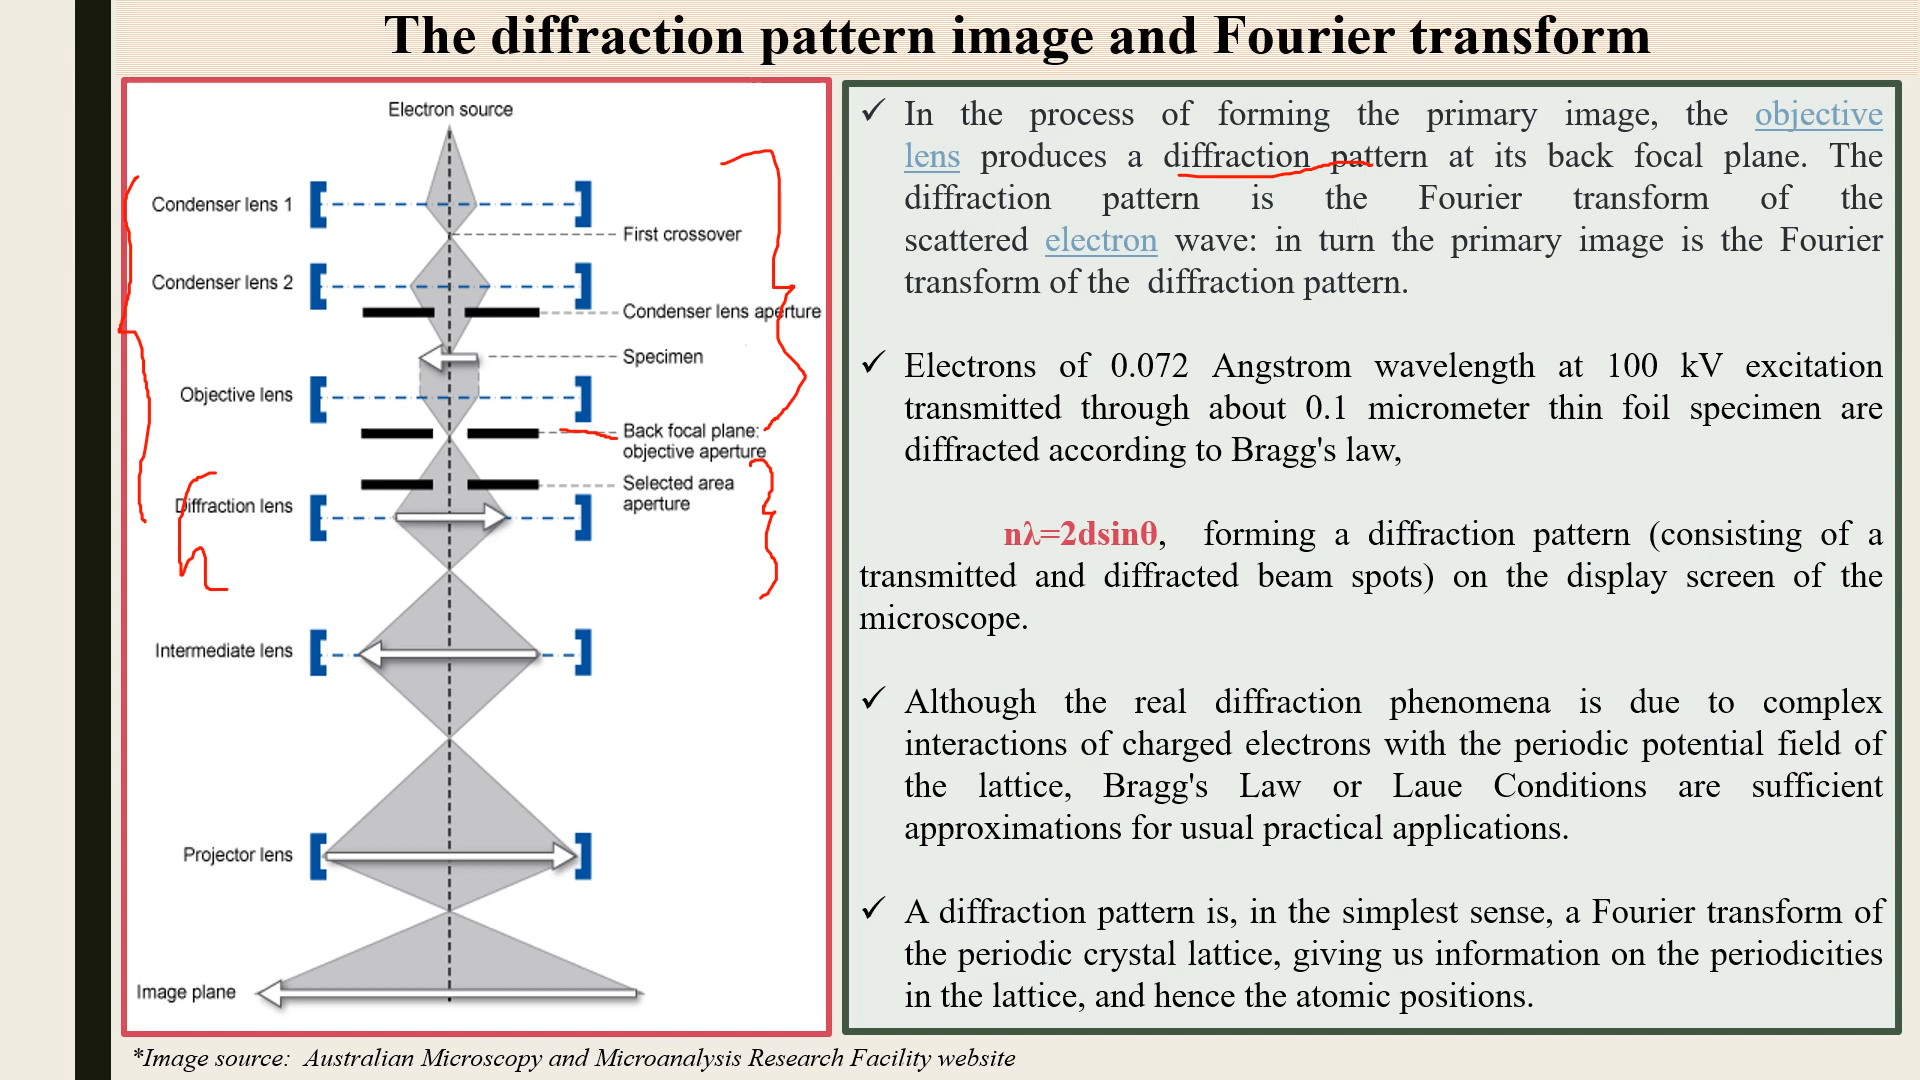 The diffraction pattern image and Fourier transform
Electron source
Condenser lens 1
First crossover
Condenser lens 2
Condenser lens aperture
Specimen
Objective lens
Back focal plane:
objective aperture
Selected area
aperture
Diffraction lens
Intermediate lens
Projector lens
Image plane
✓ In the process of forming the primary image, the objective
lens produces a diffraction pattern at its back focal plane. The
diffraction pattern is the Fourier transform of the
scattered electron wave: in turn the primary image is the Fourier
transform of the diffraction pattern.
✓ Electrons of 0.072 Angstrom wavelength at 100 kV excitation
transmitted through about 0.1 micrometer thin foil specimen are
diffracted according to Bragg's law,
nλ=2dsinθ, forming a diffraction pattern (consisting of a
transmitted and diffracted beam spots) on the display screen of the
microscope.
✓ Although the real diffraction phenomena is due to complex
interactions of charged electrons with the periodic potential field of
the lattice, Bragg's Law or Laue Conditions are sufficient
approximations for usual practical applications.
✓ A diffraction pattern is, in the simplest sense, a Fourier transform of
the periodic crystal lattice, giving us information on the periodicities
in the lattice, and hence the atomic positions.
*Image source: Australian Microscopy and Microanalysis Research Facility website